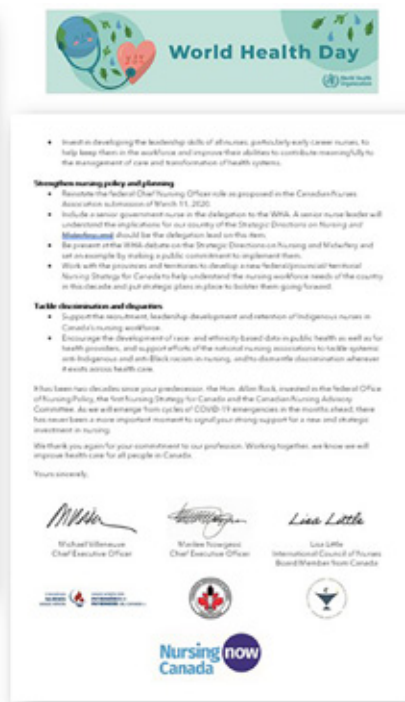 World Health Day
World Health
Organization
• Invest in developing the leadership skills of all nurses, particularly early career nurses, to
help keep them in the workforce and improve their abilities to contribute meaningfully to
the management of care and transformation of health systems.
Strengthen nursing policy and planning
• Reinstate the federal Chief Nursing Officer role as proposed in the Canadian Nurses
Association submission of March 11, 2020.
• Include a senior government nurse in the delegation to the WHA. A senior nurse leader will
understand the implications for our country of the Strategic Directions on Nursing and
Midwifery and should be the delegation lead on this item.
• Be present at the WHA debate on the Strategic Directions on Nursing and Midwifery and
set an example by making a public commitment to implement them.
• Work with the provinces and territories to develop a new federal/provincial/territorial
Nursing Strategy for Canada to help understand the nursing workforce needs of the country
in this decade and put strategic plans in place to bolster them going forward.
Tackle discrimination and disparities
• Support the recruitment, leadership development and retention of Indigenous nurses in
Canada's nursing workforce.
• Encourage the development of race- and ethnicity-based data in public health as well as for
health providers, and support efforts of the national nursing associations to tackle systemic
anti-Indigenous and anti-Black racism in nursing, and to dismantle discrimination wherever
it exists across health care.
It has been two decades since your predecessor, the Hon. Allan Rock, invested in the federal Office
of Nursing Policy, the first Nursing Strategy for Canada and the Canadian Nursing Advisory
Committee. As we will emerge from cycles of COVID-19 emergencies in the months ahead, there
has never been a more important moment to signal your strong support for a new and strategic
investment in nursing.
We thank you again for your commitment to our profession. Working together, we know we will
improve health care for all people in Canada.
Yours sincerely,
Lisa Little
Michael Villeneuve
Chief Executive Officer
Marilee Nowgesic
Chief Executive Officer
Lisa Little
International Council of Nurses
Board Member from Canada
Nursing now
Canada